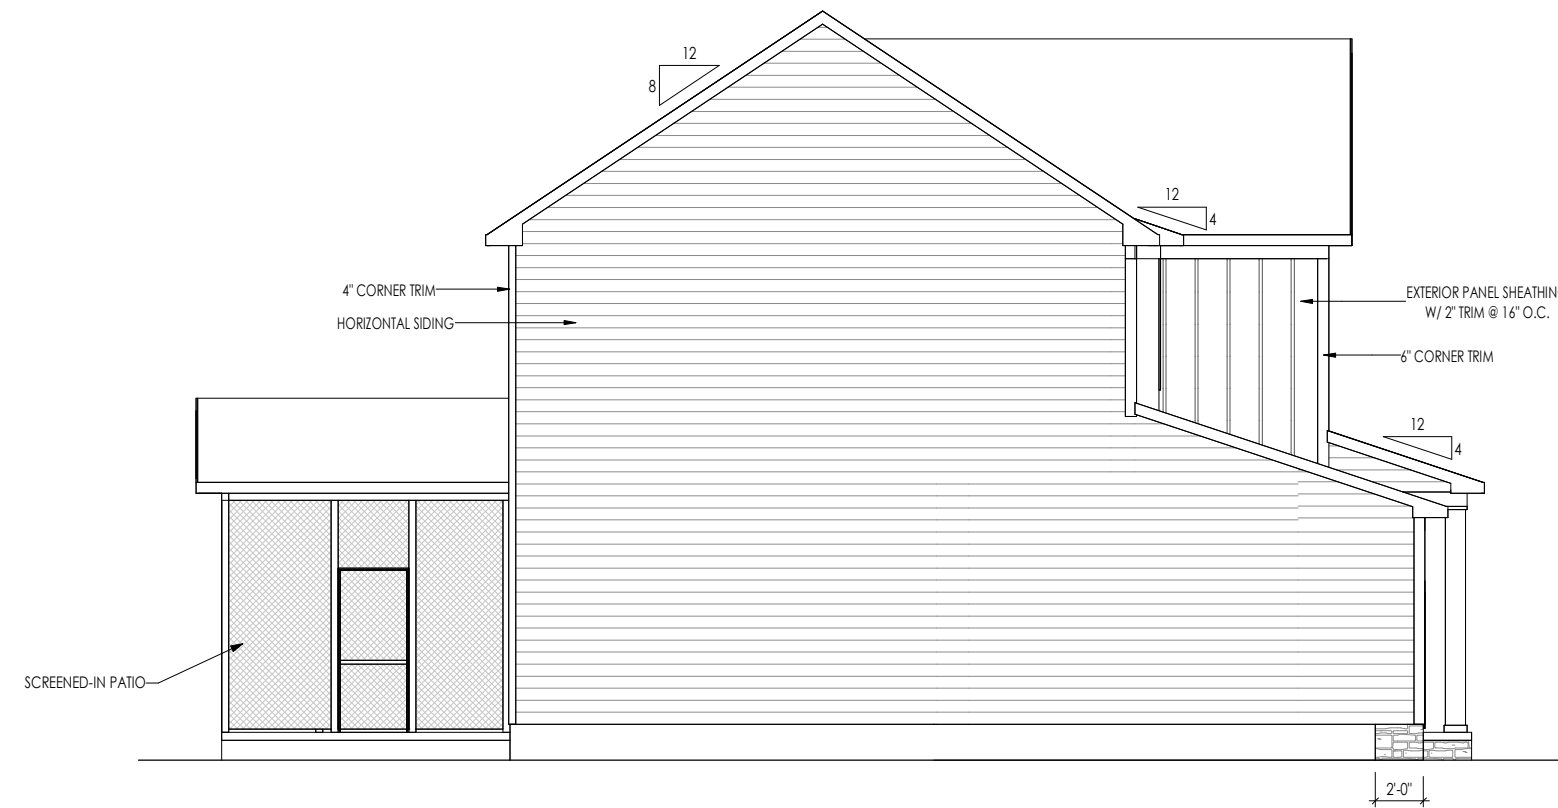 12
8
12
4
4" CORNER TRIM
HORIZONTAL SIDING
EXTERIOR PANEL SHEATHIN
W/ 2" TRIM @ 16" O.C.
6" CORNER TRIM
12
4
SCREENED-IN PATIO
2'-0"